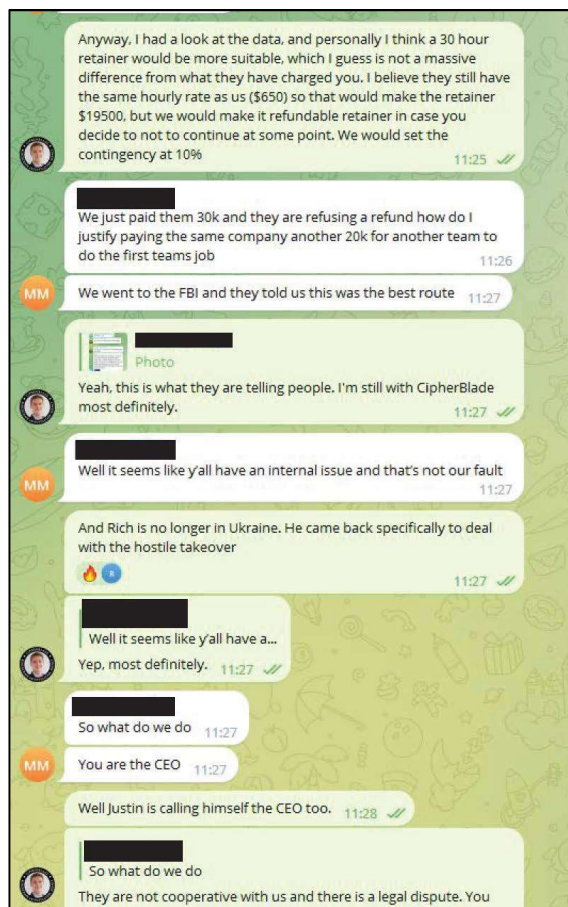 Anyway, I had a look at the data, and personally I think a 30 hour
retainer would be more suitable, which I guess is not a massive
difference from what they have charged you. I believe they still have
the same hourly rate as us ($650) so that would make the retainer
$19500, but we would make it refundable retainer in case you
decide to not to continue at some point. We would set the
contingency at 10%
11:25
We just paid them 30k and they are refusing a refund how do I
justify paying the same company another 20k for another team to
do the first teams job
11:26
MM
We went to the FBI and they told us this was the best route 11:27
Photo
Yeah, this is what they are telling people. I'm still with CipherBlade
most definitely.
11:27
MM
Well it seems like y'all have an internal issue and that's not our fault
11:27
And Rich is no longer in Ukraine. He came back specifically to deal
with the hostile takeover
R
11:27
Well it seems like y'all have a...
Yep, most definitely. 11:27
So what do we do 11:27
MM
You are the CEO 11:27
Well Justin is calling himself the CEO too. 11:28
So what do we do
They are not cooperative with us and there is a legal dispute. You